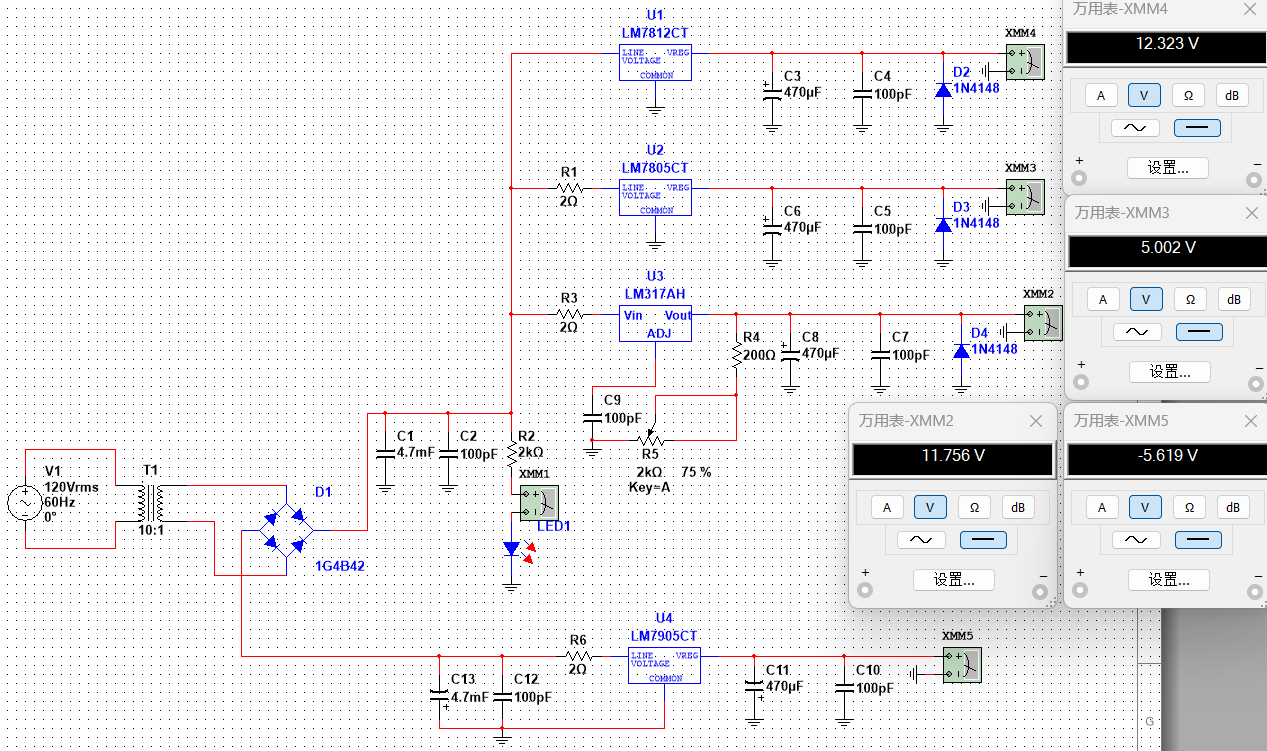 U1
LM7812CT
LINE VREG
VOLTAGE
COMMON
C3
470µF
C4
100pF
D2
1N4148
XMM4
U2
LM7805CT
R1
2Ω
LINE VREG
VOLTAGE
COMMON
C6
470µF
C5
100pF
D3
1N4148
XMM3
U3
LM317AH
R3
2Ω
Vin Vout
ADJ
R4
200Ω
C8
470µF
C7
100pF
D4
1N4148
XMM2
C9
100pF
R5
2kΩ 75 %
Key=A
C1
4.7mF
C2
100pF
R2
2kΩ
XMM1
LED1
V1
120Vrms
60Hz
0°
T1
10:1
D1
1G4B42
U4
LM7905CT
R6
2Ω
LINE VREG
VOLTAGE
COMMON
C13
4.7mF
C12
100pF
C11
470µF
C10
100pF
XMM5
万用表-XMM4
12.323 V
A V Ω dB
设置...
万用表-XMM3
5.002 V
A V Ω dB
设置...
万用表-XMM2
11.756 V
A V Ω dB
设置...
万用表-XMM5
-5.619 V
A V Ω dB
设置...
G